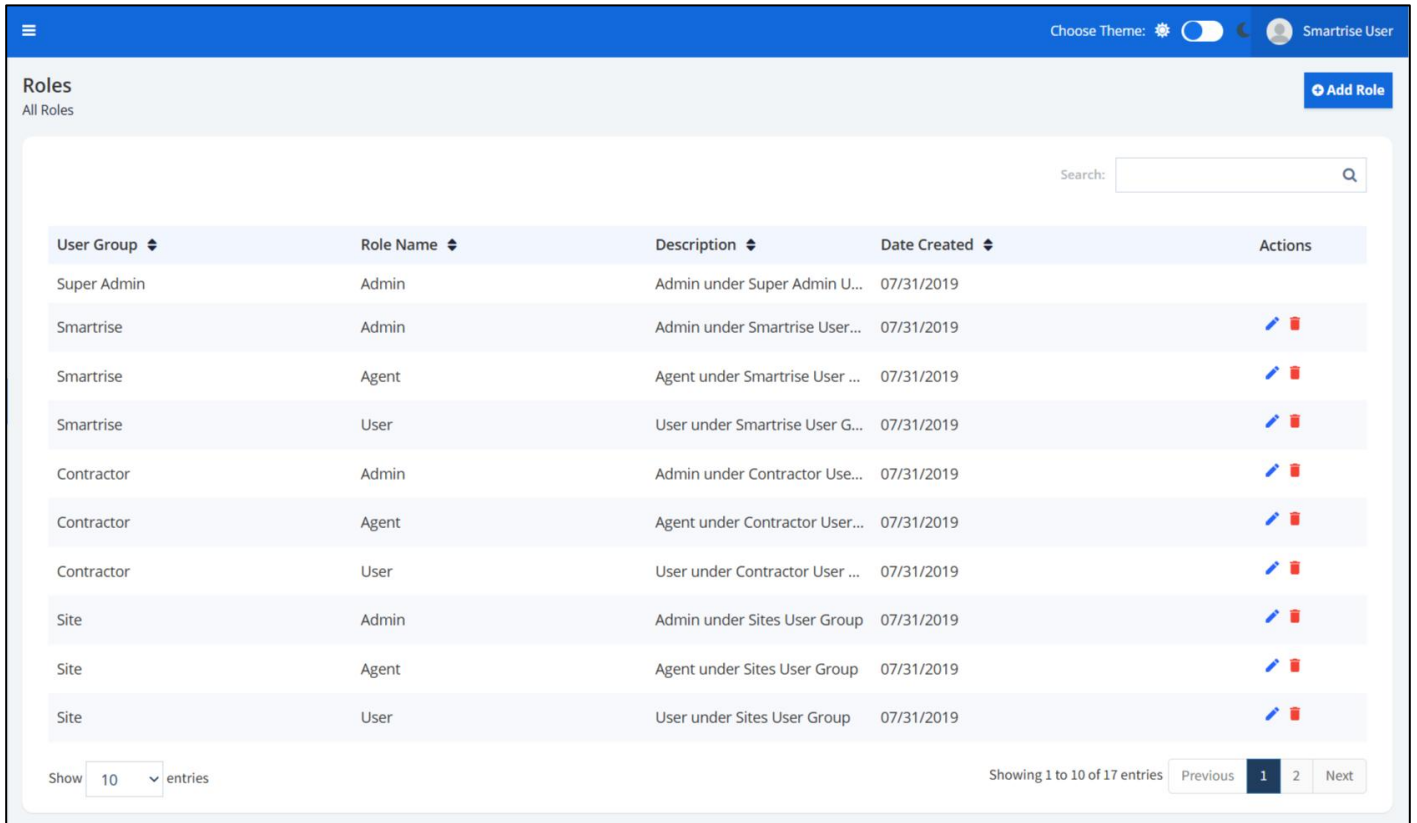 Choose Theme: Smartrise User
Roles
All Roles
Add Role
Search:
User Group Role Name Description Date Created Actions
Super Admin Admin Admin under Super Admin U... 07/31/2019
Smartrise Admin Admin under Smartrise User... 07/31/2019
Smartrise Agent Agent under Smartrise User ... 07/31/2019
Smartrise User User under Smartrise User G... 07/31/2019
Contractor Admin Admin under Contractor Use... 07/31/2019
Contractor Agent Agent under Contractor User... 07/31/2019
Contractor User User under Contractor User ... 07/31/2019
Site Admin Admin under Sites User Group 07/31/2019
Site Agent Agent under Sites User Group 07/31/2019
Site User User under Sites User Group 07/31/2019
Show 10 entries Showing 1 to 10 of 17 entries Previous 1 2 Next